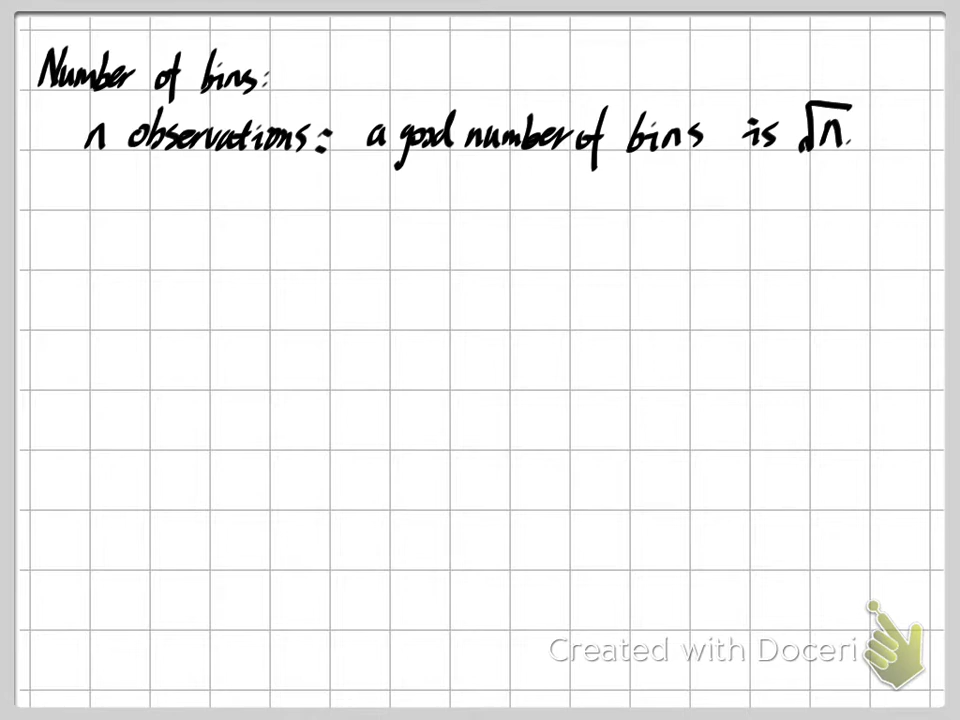 Number of bins:
n observations: a good number of bins is √n.
Created with Doceri